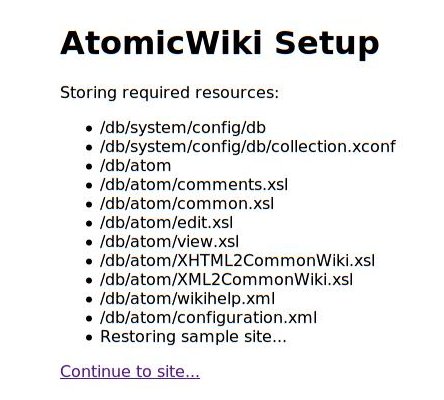 AtomicWiki Setup
Storing required resources:
• /db/system/config/db
• /db/system/config/db/collection.xconf
• /db/atom
• /db/atom/comments.xsl
• /db/atom/common.xsl
• /db/atom/edit.xsl
• /db/atom/view.xsl
• /db/atom/XHTML2CommonWiki.xsl
• /db/atom/XML2CommonWiki.xsl
• /db/atom/wikihelp.xml
• /db/atom/configuration.xml
• Restoring sample site...
Continue to site...